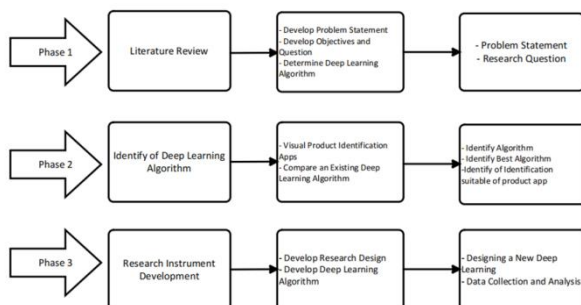 Phase 1
Literature Review
- Develop Problem Statement
- Develop Objectives and
Question
- Determine Deep Learning
Algorithm
- Problem Statement
- Research Question
Phase 2
Identify of Deep Learning
Algorithm
- Visual Product Identification
Apps
- Compare an Existing Deep
Learning Algorithm
- Identify Algorithm
- Identify Best Algorithm
-Identify of Identification
suitable of product app
Phase 3
Research Instrument
Development
- Develop Research Design
- Develop Deep Learning
Algorithm
- Designing a New Deep
Learning
- Data Collection and Analysis